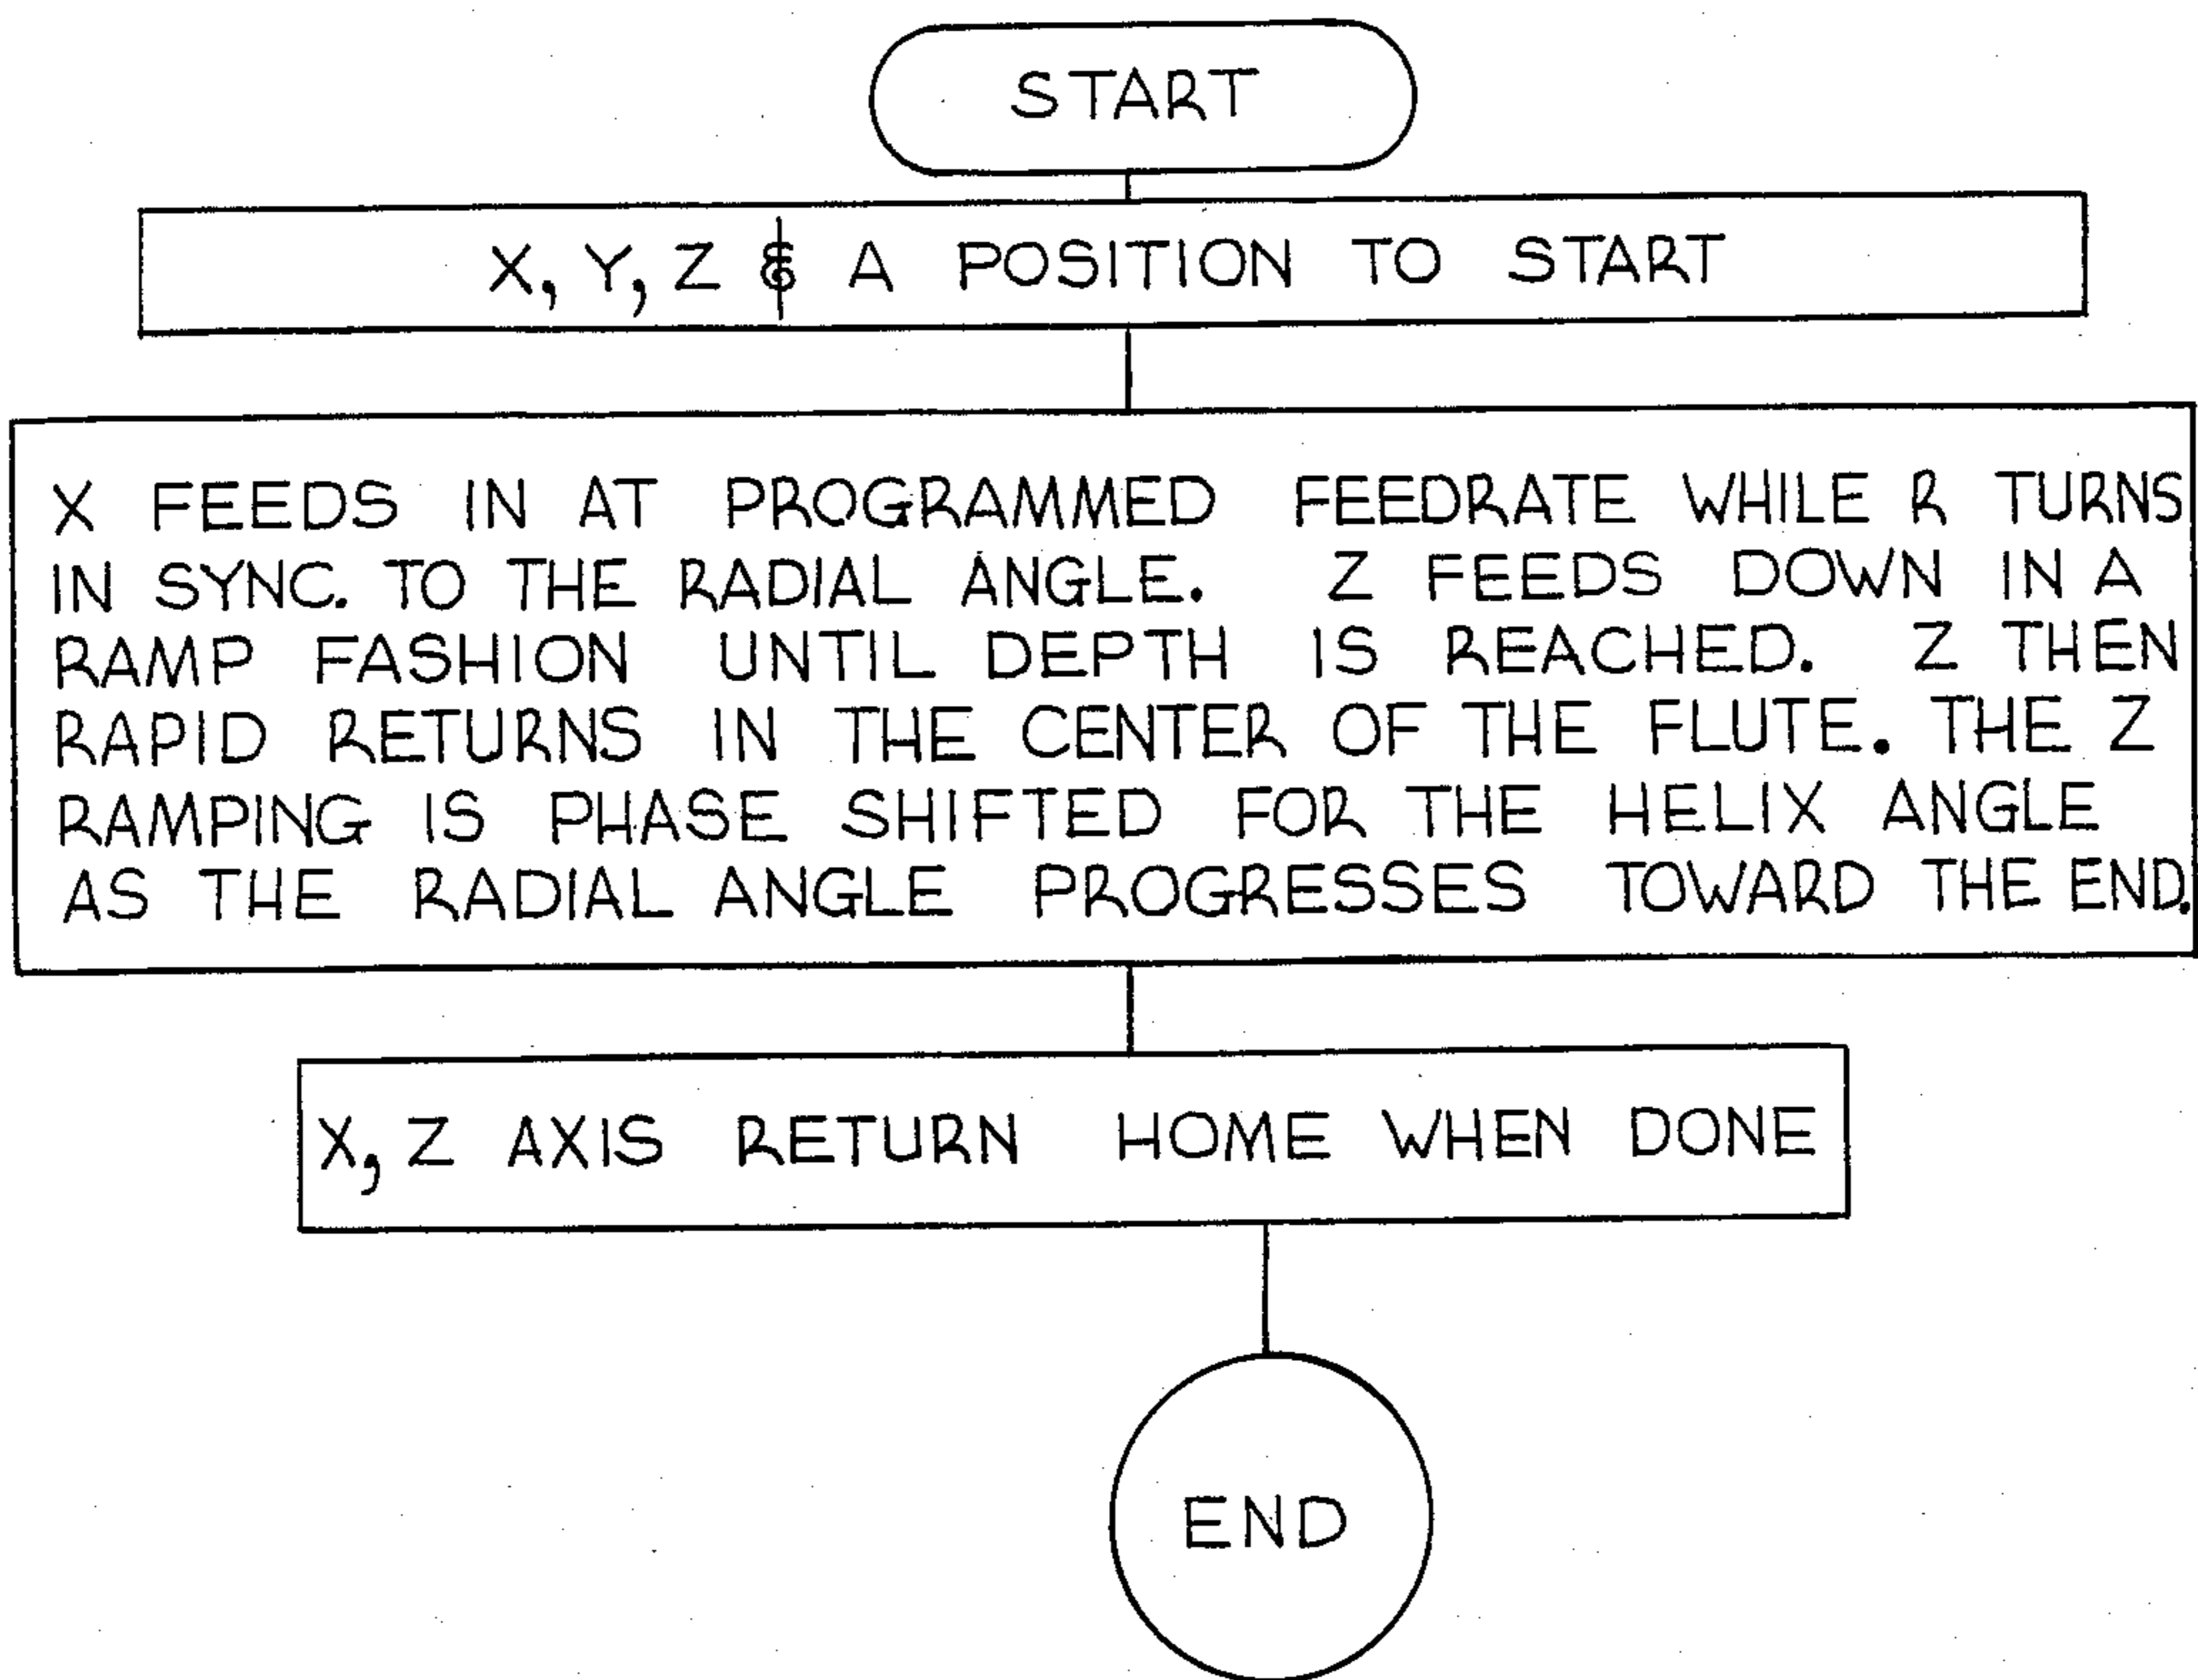 START
X, Y, Z & A POSITION TO START
X FEEDS IN AT PROGRAMMED FEEDRATE WHILE R TURNS
IN SYNC. TO THE RADIAL ANGLE. Z FEEDS DOWN IN A
RAMP FASHION UNTIL DEPTH IS REACHED. Z THEN
RAPID RETURNS IN THE CENTER OF THE FLUTE. THE Z
RAMPING IS PHASE SHIFTED FOR THE HELIX ANGLE
AS THE RADIAL ANGLE PROGRESSES TOWARD THE END.
X, Z AXIS RETURN HOME WHEN DONE
END